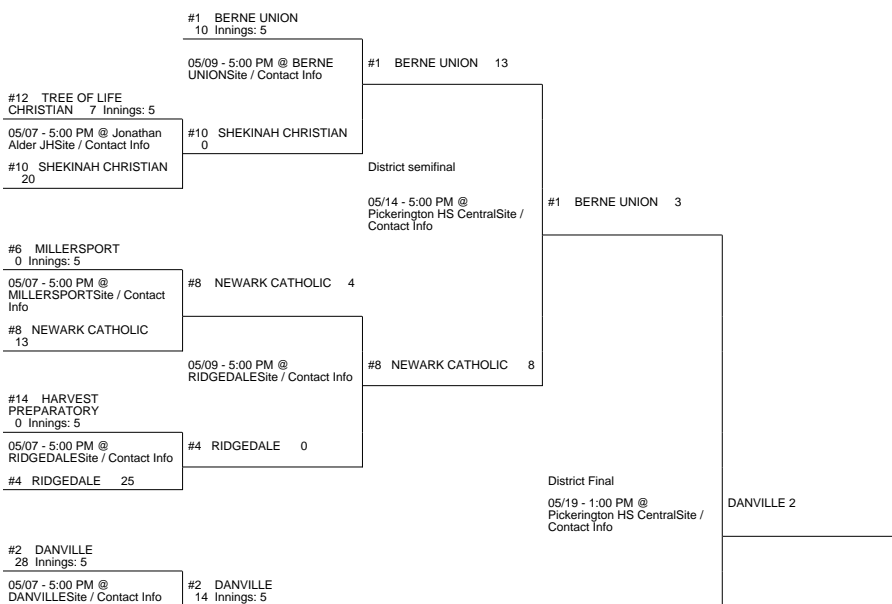 #1 BERNE UNION
10 Innings: 5
05/09 - 5:00 PM @ BERNE
UNIONSite / Contact Info
#1 BERNE UNION 13
#12 TREE OF LIFE
CHRISTIAN 7 Innings: 5
05/07 - 5:00 PM @ Jonathan
Alder JHSite / Contact Info
#10 SHEKINAH CHRISTIAN
0
#10 SHEKINAH CHRISTIAN
20
District semifinal
05/14 - 5:00 PM @
Pickerington HS CentralSite /
Contact Info
#1 BERNE UNION 3
#6 MILLERSPORT
0 Innings: 5
05/07 - 5:00 PM @
MILLERSPORTSite / Contact
Info
#8 NEWARK CATHOLIC 4
#8 NEWARK CATHOLIC
13
05/09 - 5:00 PM @
RIDGEDALESite / Contact Info
#8 NEWARK CATHOLIC 8
#14 HARVEST
PREPARATORY
0 Innings: 5
05/07 - 5:00 PM @
RIDGEDALESite / Contact Info
#4 RIDGEDALE 0
#4 RIDGEDALE 25
District Final
05/19 - 1:00 PM @
Pickerington HS CentralSite /
Contact Info
DANVILLE 2
#2 DANVILLE
28 Innings: 5
05/07 - 5:00 PM @
DANVILLESite / Contact Info
#2 DANVILLE
14 Innings: 5